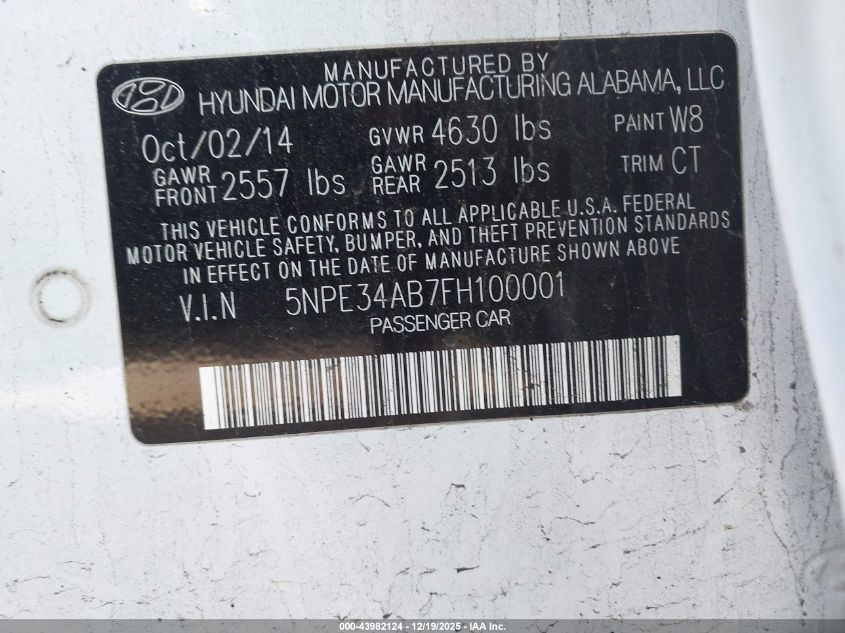 MANUFACTURED BY
HYUNDAI MOTOR MANUFACTURING ALABAMA, LLC
Oct/02/14 GVWR 4630 lbs PAINT W8
GAWR FRONT 2557 lbs GAWR REAR 2513 lbs TRIM CT
THIS VEHICLE CONFORMS TO ALL APPLICABLE U.S.A. FEDERAL
MOTOR VEHICLE SAFETY, BUMPER, AND THEFT PREVENTION STANDARDS
IN EFFECT ON THE DATE OF MANUFACTURE SHOWN ABOVE
V.I.N 5NPE34AB7FH100001
PASSENGER CAR
000-43982124 - 12/19/2025 - IAA Inc.